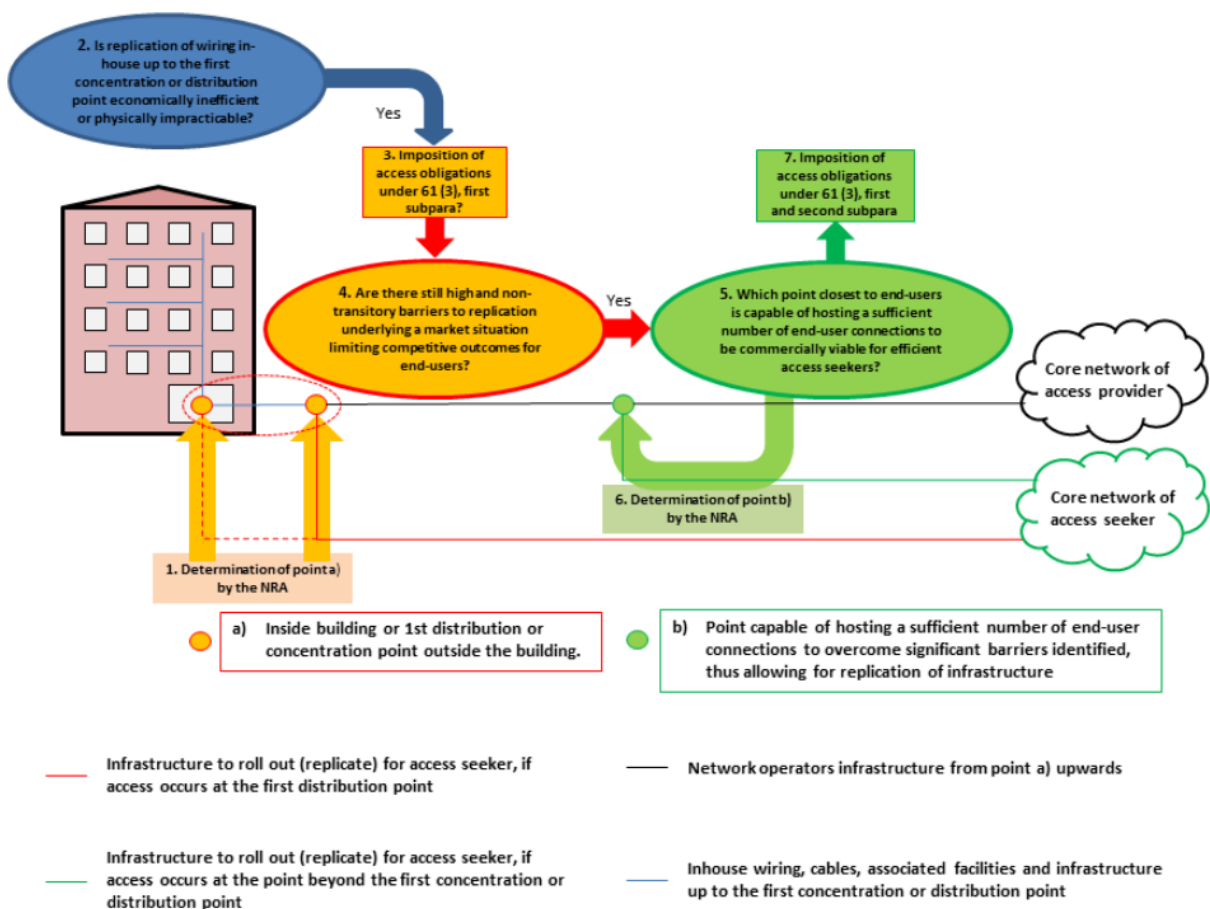 2. Is replication of wiring in-
house up to the first
concentration or distribution
point economically inefficient
or physically impracticable?
Yes
3. Imposition of
access obligations
under 61 (3), first
subpara?
7. Imposition of
access obligations
under 61 (3), first
and second subpara
4. Are there still high and non-
transitory barriers to replication
underlying a market situation
limiting competitive outcomes for
end-users?
Yes
5. Which point closest to end-users
is capable of hosting a sufficient
number of end-user connections to
be commercially viable for efficient
access seekers?
Core network of
access provider
6. Determination of point b)
by the NRA
Core network of
access seeker
1. Determination of point a)
by the NRA
a) Inside building or 1st distribution or
concentration point outside the building.
b) Point capable of hosting a sufficient number of end-user
connections to overcome significant barriers identified,
thus allowing for replication of infrastructure
Infrastructure to roll out (replicate) for access seeker, if
access occurs at the first distribution point
Network operators infrastructure from point a) upwards
Infrastructure to roll out (replicate) for access seeker, if
access occurs at the point beyond the first concentration or
distribution point
Inhouse wiring, cables, associated facilities and infrastructure
up to the first concentration or distribution point